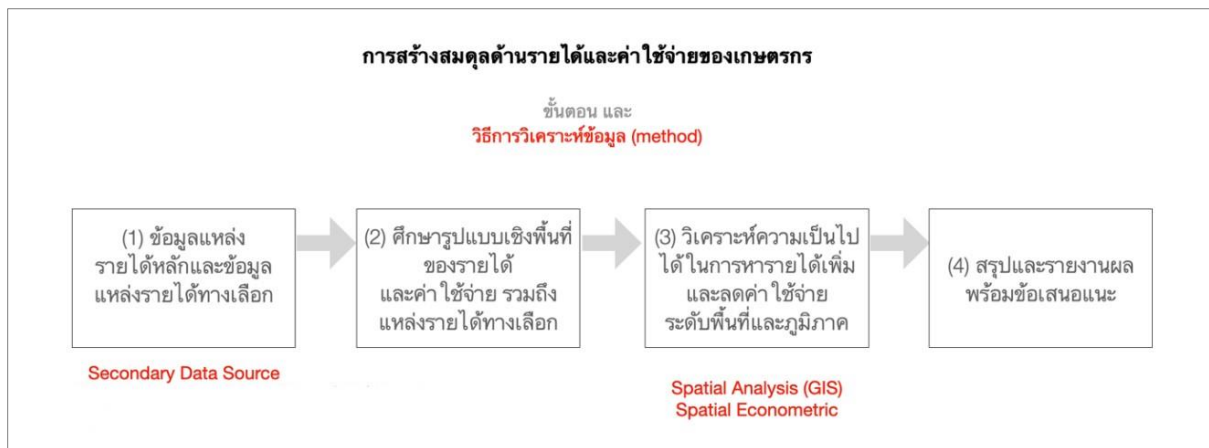 การสร้างสมดุลด้านรายได้และค่าใช้จ่ายของเกษตรกร
ขั้นตอน และ
วิธีการวิเคราะห์ข้อมูล (method)
(1) ข้อมูลแหล่ง
รายได้หลักและข้อมูล
แหล่งรายได้ทางเลือก
Secondary Data Source
(2) ศึกษารูปแบบเชิงพื้นที่
ของรายได้
และค่าใช้จ่าย รวมถึง
แหล่งรายได้ทางเลือก
(3) วิเคราะห์ความเป็นไป
ได้ในการหารายได้เพิ่ม
และลดค่าใช้จ่าย
ระดับพื้นที่และภูมิภาค
Spatial Analysis (GIS)
Spatial Econometric
(4) สรุปและรายงานผล
พร้อมข้อเสนอแนะ